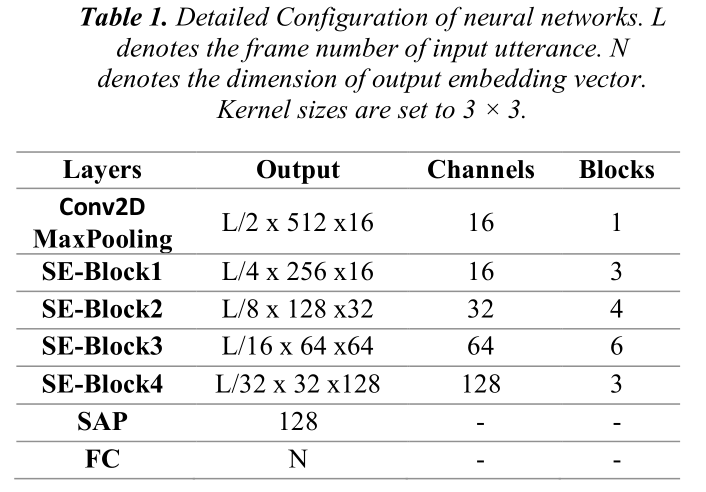 Table 1. Detailed Configuration of neural networks. L
denotes the frame number of input utterance. N
denotes the dimension of output embedding vector.
Kernel sizes are set to 3 × 3.
Layers Output Channels Blocks
Conv2D
MaxPooling L/2 x 512 x16 16 1
SE-Block1 L/4 x 256 x16 16 3
SE-Block2 L/8 x 128 x32 32 4
SE-Block3 L/16 x 64 x64 64 6
SE-Block4 L/32 x 32 x128 128 3
SAP 128 - -
FC N - -